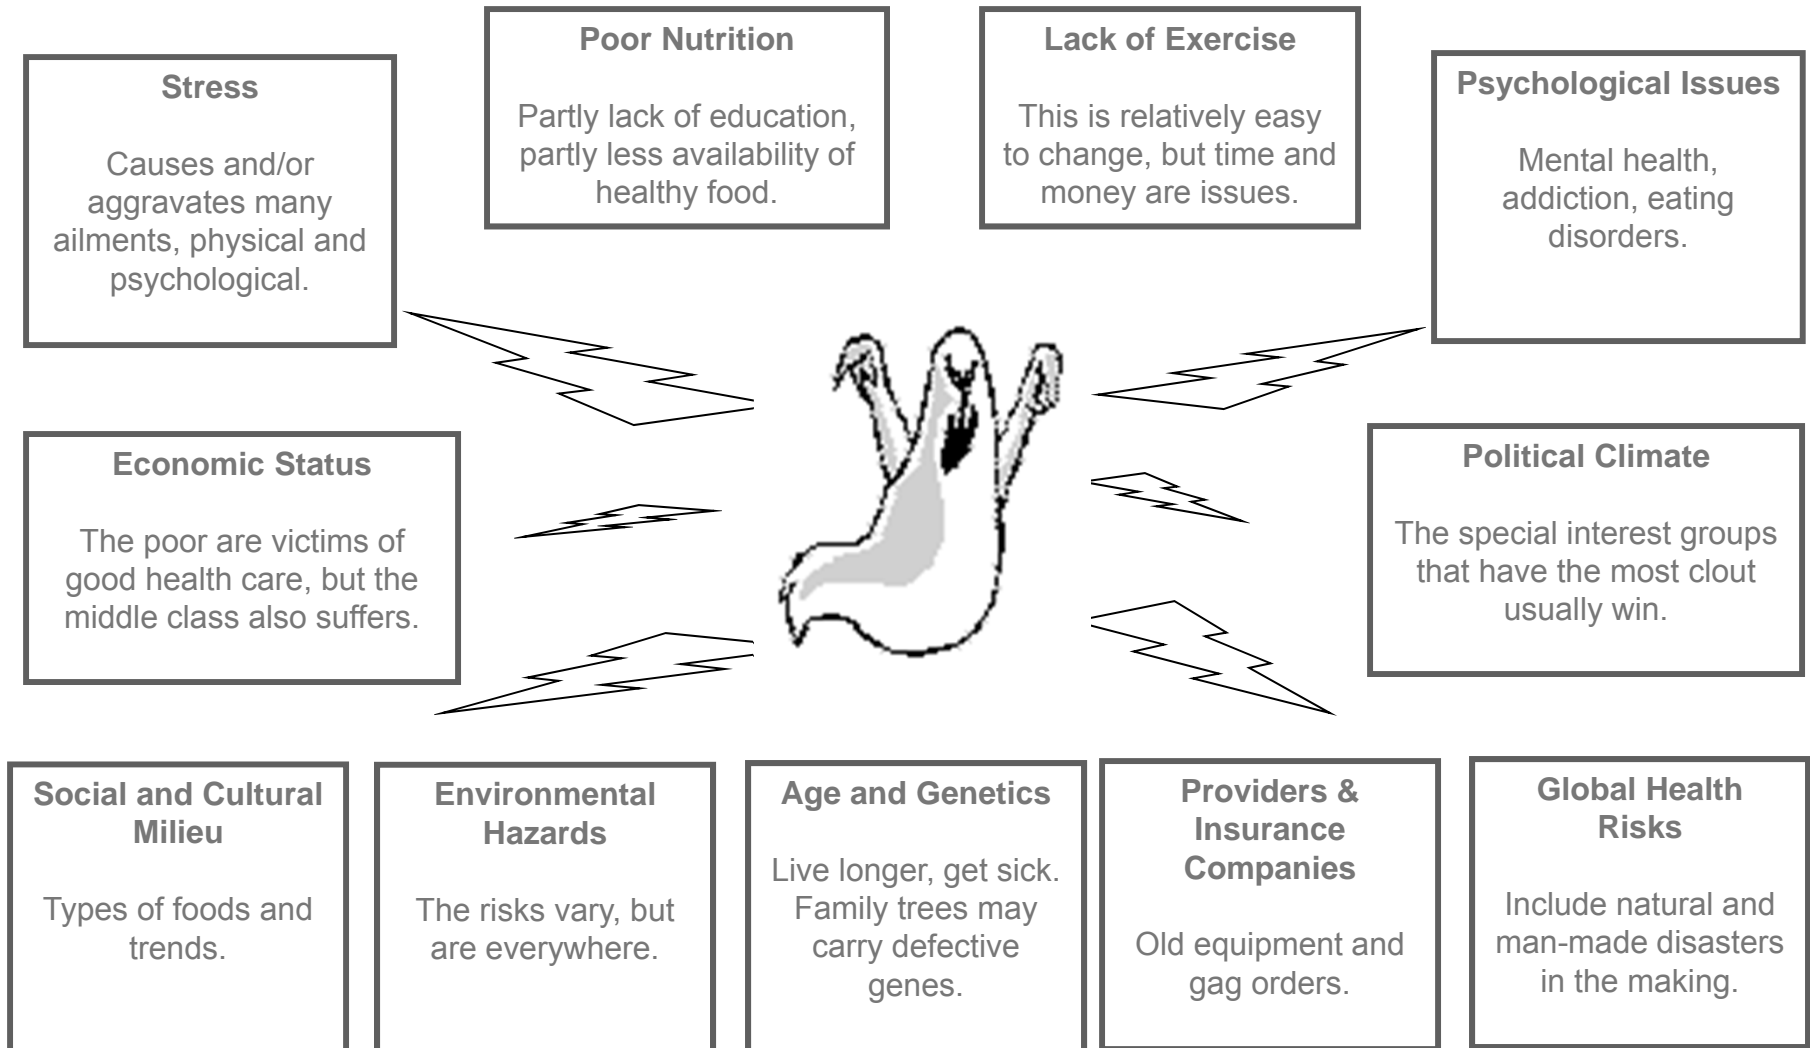 Stress
Causes and/or
aggravates many
ailments, physical and
psychological.
Poor Nutrition
Partly lack of education,
partly less availability of
healthy food.
Lack of Exercise
This is relatively easy
to change, but time and
money are issues.
Psychological Issues
Mental health,
addiction, eating
disorders.
Economic Status
The poor are victims of
good health care, but the
middle class also suffers.
Political Climate
The special interest groups
that have the most clout
usually win.
Social and Cultural
Milieu
Types of foods and
trends.
Environmental
Hazards
The risks vary, but
are everywhere.
Age and Genetics
Live longer, get sick.
Family trees may
carry defective
genes.
Providers &
Insurance
Companies
Old equipment and
gag orders.
Global Health
Risks
Include natural and
man-made disasters
in the making.